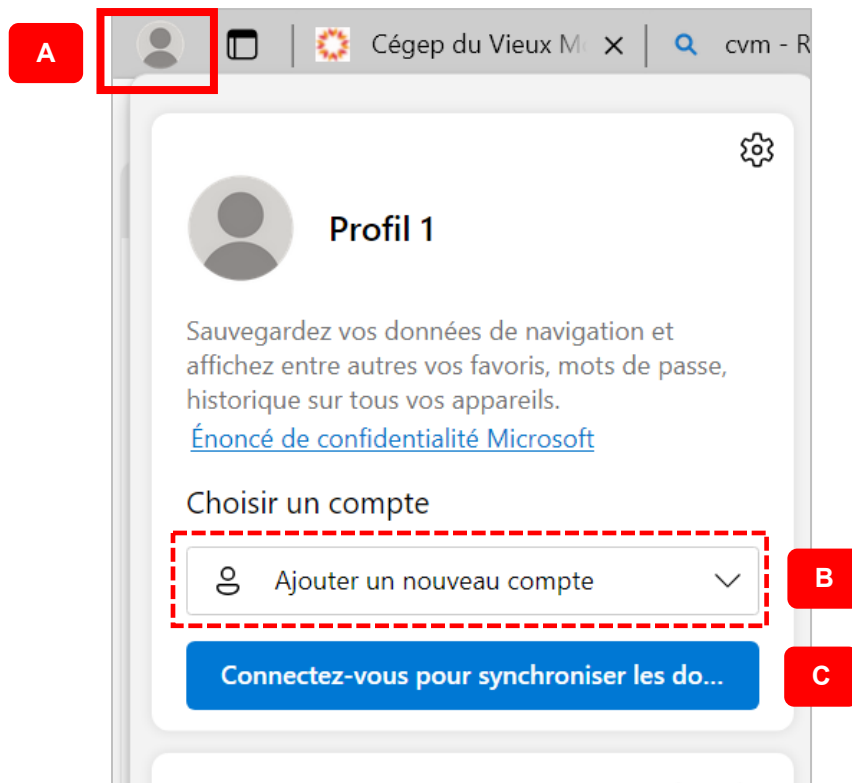 A
Cégep du Vieux M
cvm - R
Profil 1
Sauvegardez vos données de navigation et
affichez entre autres vos favoris, mots de passe,
historique sur tous vos appareils.
Énoncé de confidentialité Microsoft
Choisir un compte
Ajouter un nouveau compte
B
Connectez-vous pour synchroniser les do...
C